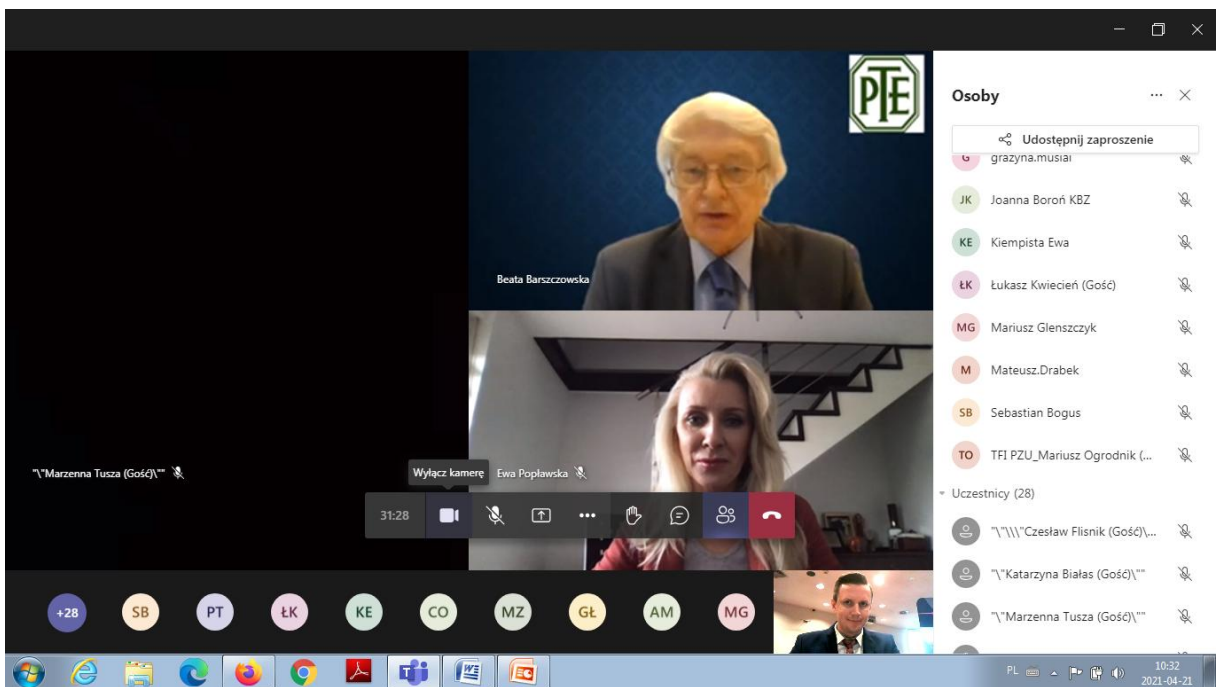 PTE
Beata Barszczowska
"\"Marzenna Tusza (Gość)\""
Wyłącz kamerę
Ewa Popławska
31:28
+28
SB
PT
ŁK
KE
CO
MZ
GŁ
AM
MG
Osoby
Udostępnij zaproszenie
G grazyna.musial
JK Joanna Boroń KBZ
KE Kiempista Ewa
ŁK Łukasz Kwiecień (Gość)
MG Mariusz Glenszczyk
M Mateusz.Drabek
SB Sebastian Bogus
TO TFI PZU_Mariusz Ogrodnik (...
Uczestnicy (28)
"\"\\\"Czesław Flisnik (Gość)\...
"\"Katarzyna Białas (Gość)\""
"\"Marzenna Tusza (Gość)\""
PL
10:32
2021-04-21